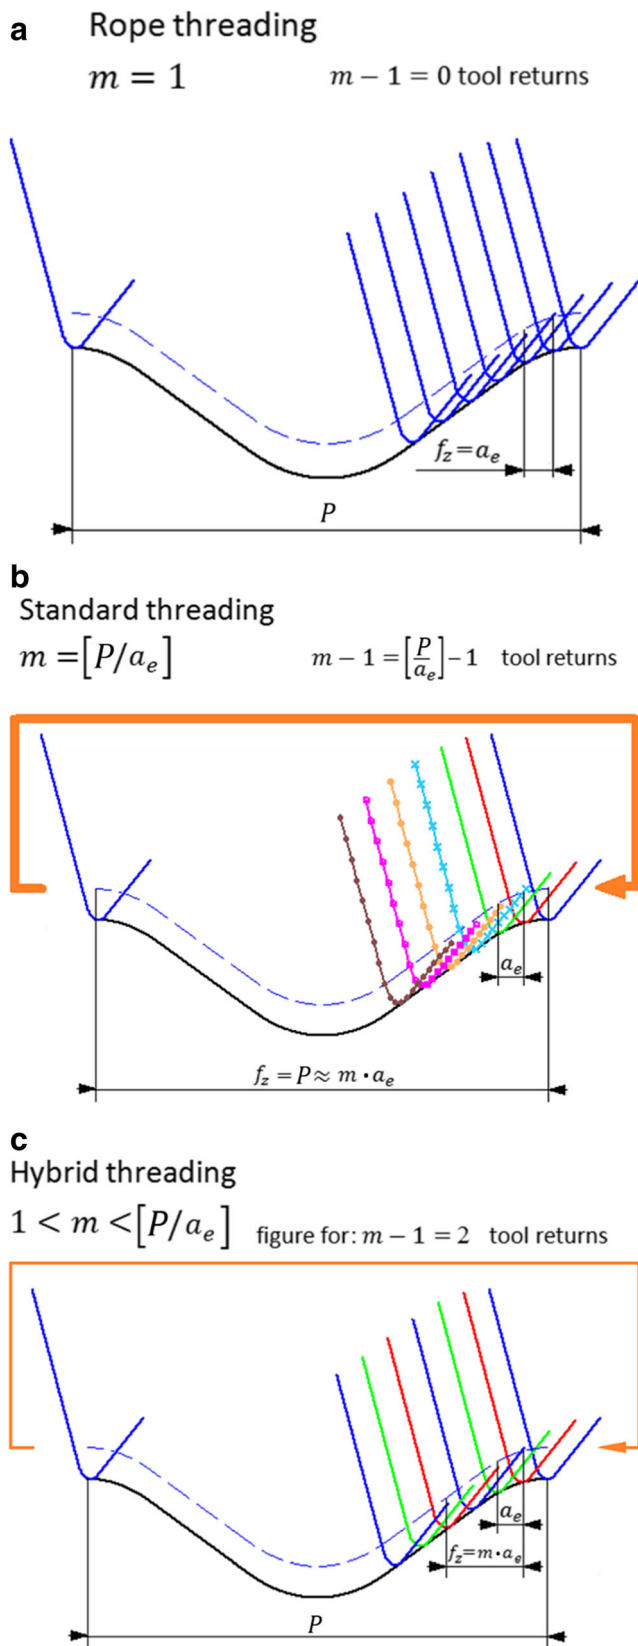 a
Rope threading
m = 1
m − 1 = 0 tool returns
f_z=a_e
P
b
Standard threading
m =[P/a_e]
m − 1 =[P/a_e]−1 tool returns
a_e
f_z = P ≈ m · a_e
c
Hybrid threading
1 < m <[P/a_e]
figure for: m − 1 = 2 tool returns
a_e
f_z=m·a_e
P